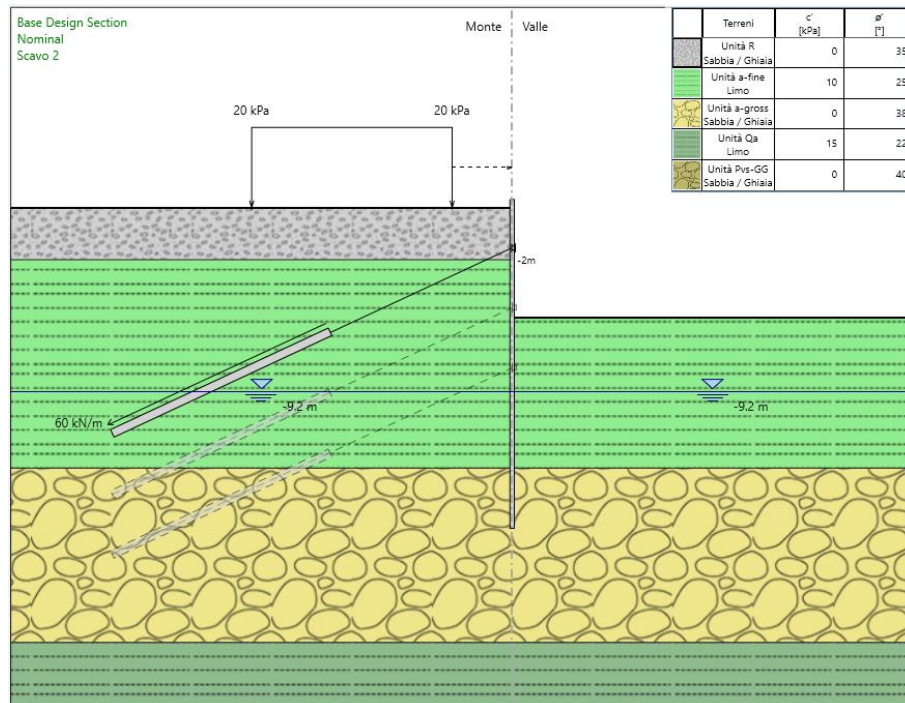 Base Design Section
Nominal
Scavo 2
Monte
Valle
Terreni c' ø'
[kPa] [°]
Unità R
Sabbia / Ghiaia 0 35
Unità a-fine
Limo 10 25
Unità a-gross
Sabbia / Ghiaia 0 38
Unità Qa
Limo 15 22
Unità Pvs-GG
Sabbia / Ghiaia 0 40
20 kPa
20 kPa
-2m
-9.2 m
-9.2 m
60 kN/m